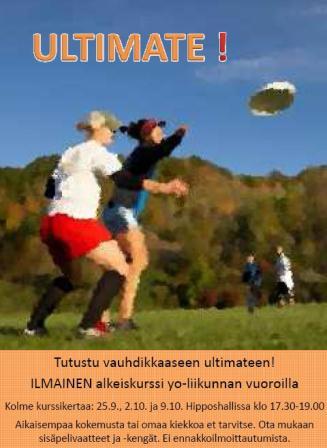 ULTIMATE !
Tutustu vauhdikkaaseen ultimateen!
ILMAINEN alkeiskurssi yo-liikunnan vuoroilla
Kolme kurssikertaa: 25.9., 2.10. ja 9.10. Hipposhallissa klo 17.30-19.00
Aikaisempaa kokemusta tai omaa kiekkoa et tarvitse. Ota mukaan
sisäpelivaatteet ja -kengät. Ei ennakkoilmoittautumista.